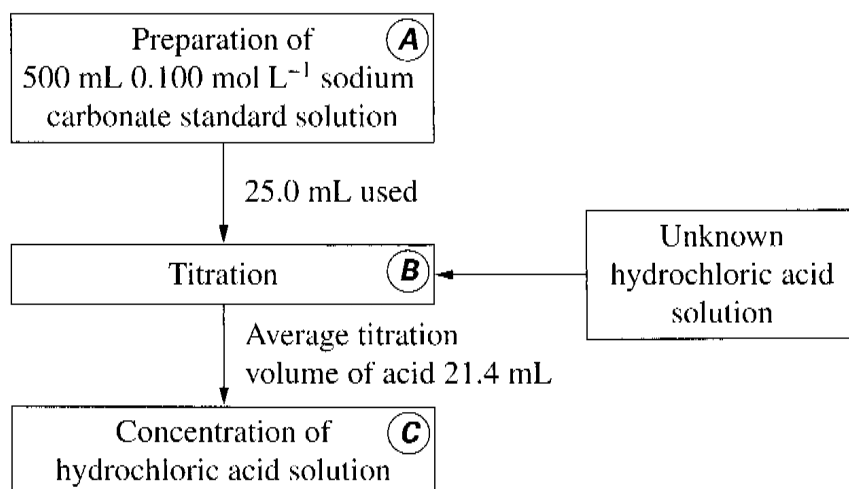 Preparation of
500 mL 0.100 mol L⁻¹ sodium
carbonate standard solution
A
25.0 mL used
Titration
B
Unknown
hydrochloric acid
solution
Average titration
volume of acid 21.4 mL
Concentration of
hydrochloric acid solution
C